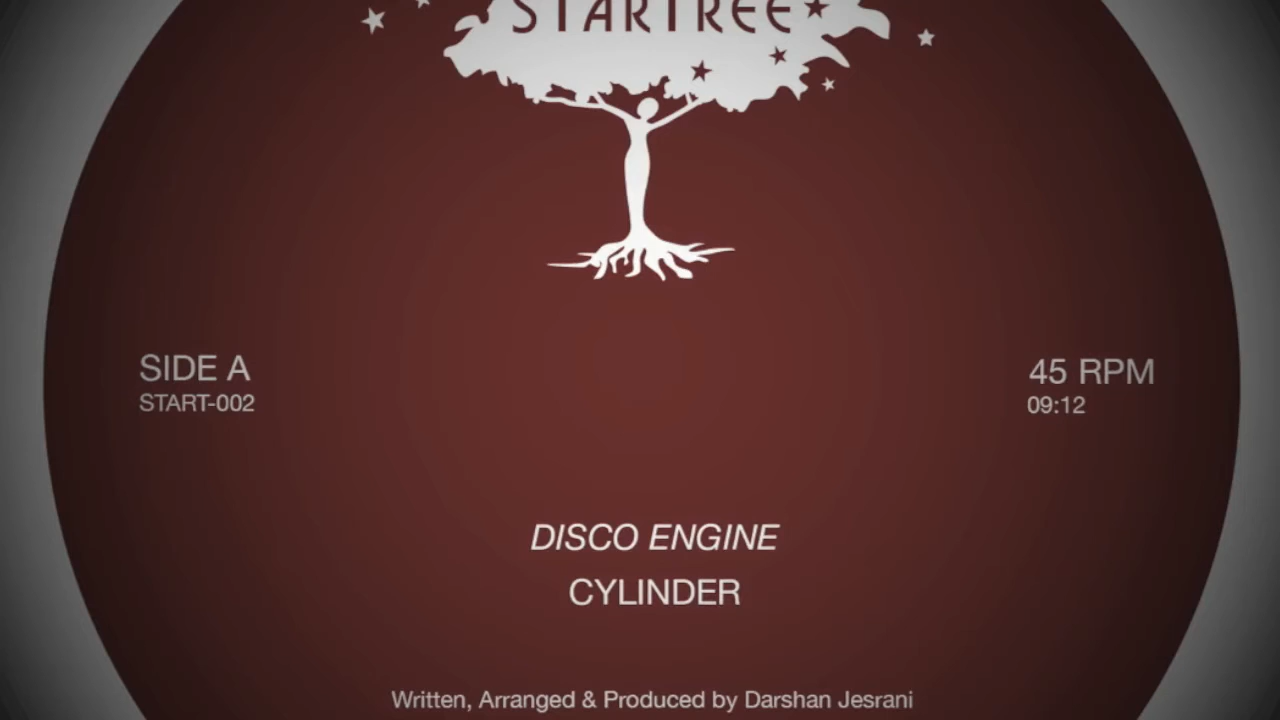 STARTREE
SIDE A
START-002
45 RPM
09:12
DISCO ENGINE
CYLINDER
Written, Arranged & Produced by Darshan Jesrani